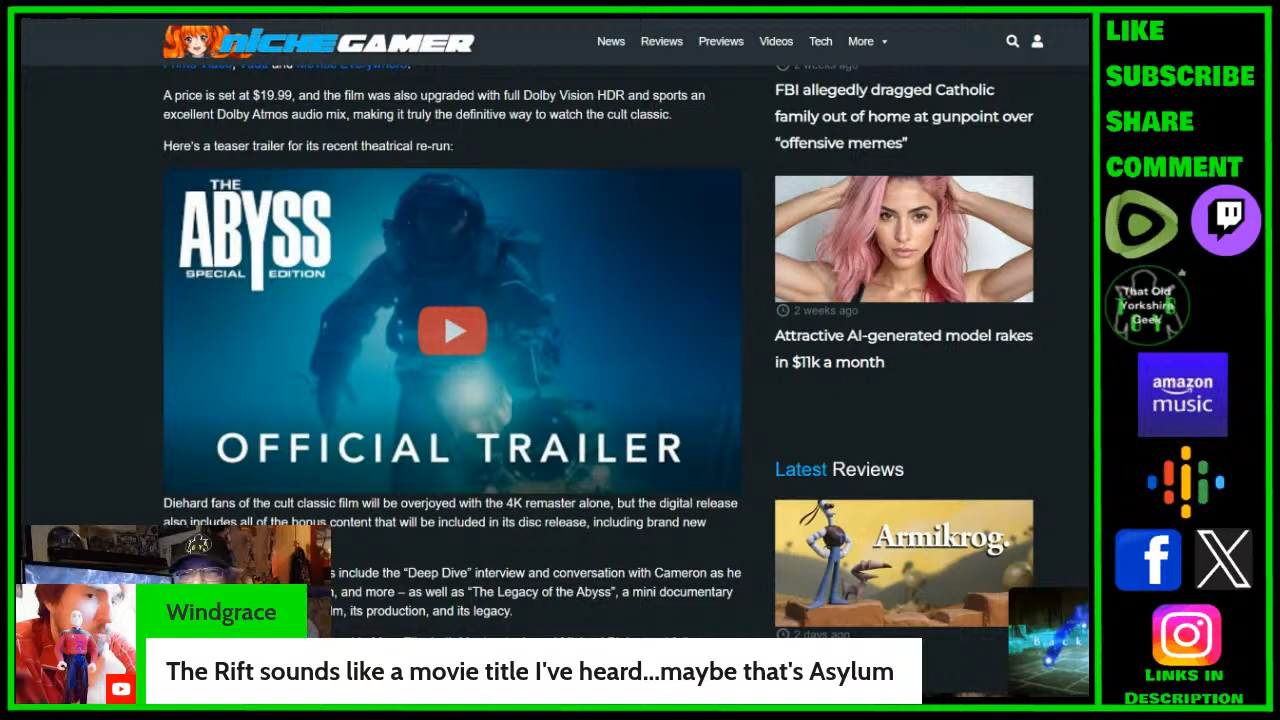 NICHEGAMER
News
Reviews
Previews
Videos
Tech
More
Prime Video, Vudu and Movies Everywhere.
A price is set at $19.99, and the film was also upgraded with full Dolby Vision HDR and sports an
excellent Dolby Atmos audio mix, making it truly the definitive way to watch the cult classic.
Here's a teaser trailer for its recent theatrical re-run:
THE
ABYSS
SPECIAL EDITION
OFFICIAL TRAILER
Diehard fans of the cult classic film will be overjoyed with the 4K remaster alone, but the digital release
also includes all of the bonus content that will be included in its disc release, including brand new
s include the “Deep Dive” interview and conversation with Cameron as he
, and more – as well as “The Legacy of the Abyss”, a mini documentary
lm, its production, and its legacy.
2 weeks ago
FBI allegedly dragged Catholic
family out of home at gunpoint over
“offensive memes”
2 weeks ago
Attractive AI-generated model rakes
in $11k a month
Latest Reviews
Armikrog.
2 days ago
Windgrace
The Rift sounds like a movie title I've heard...maybe that's Asylum
LIKE
SUBSCRIBE
SHARE
COMMENT
That Old
Yorkshire
Geek
amazon
music
LINKS IN
DESCRIPTION